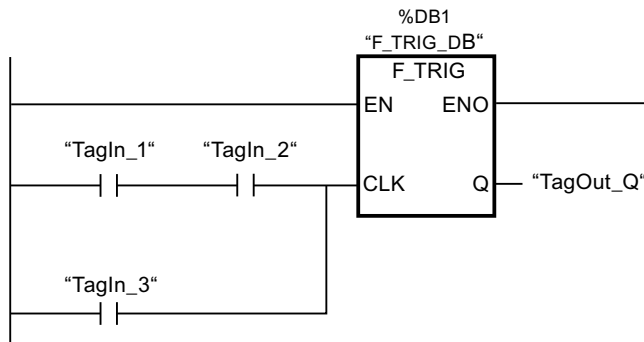 %DB1
“F_TRIG_DB“
F_TRIG
EN ENO
“TagIn_1“ “TagIn_2“
CLK Q “TagOut_Q“
“TagIn_3“